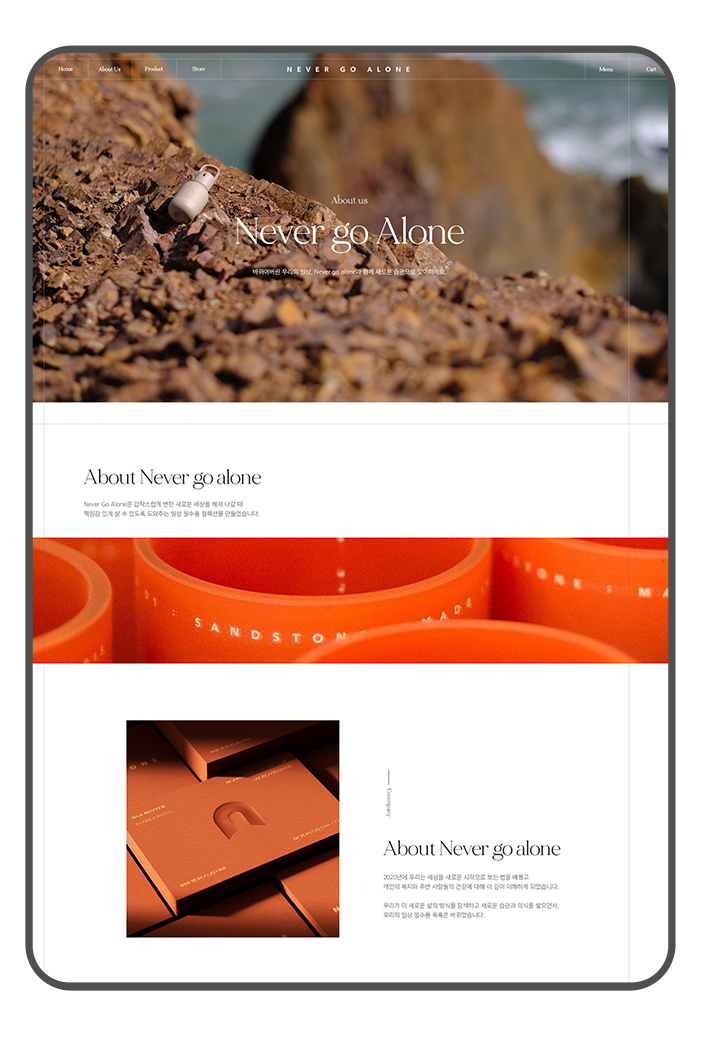 Home
About Us
Product
Store
NEVER GO ALONE
Menu
Cart
About us
Never go Alone
바뀌어버린 우리의 일상, Never go alone과 함께 새로운 습관으로 맞이하세요.
About Never go alone
Never Go Alone은 갑작스럽게 변한 새로운 세상을 헤쳐 나갈 때
책임감 있게 살 수 있도록 도와주는 일상 필수품 컬렉션을 만들었습니다.
SANDSTON
MADE
TONE : MA
NGA NGUYEN
Company
About Never go alone
2020년에 우리는 세상을 새로운 시각으로 보는 법을 배웠고
개인의 복지와 주변 사람들의 건강에 대해 더 깊이 이해하게 되었습니다.
우리가 이 새로운 삶의 방식을 탐색하고 새로운 습관과 의식을 쌓으면서,
우리의 일상 필수품 목록은 바뀌었습니다.